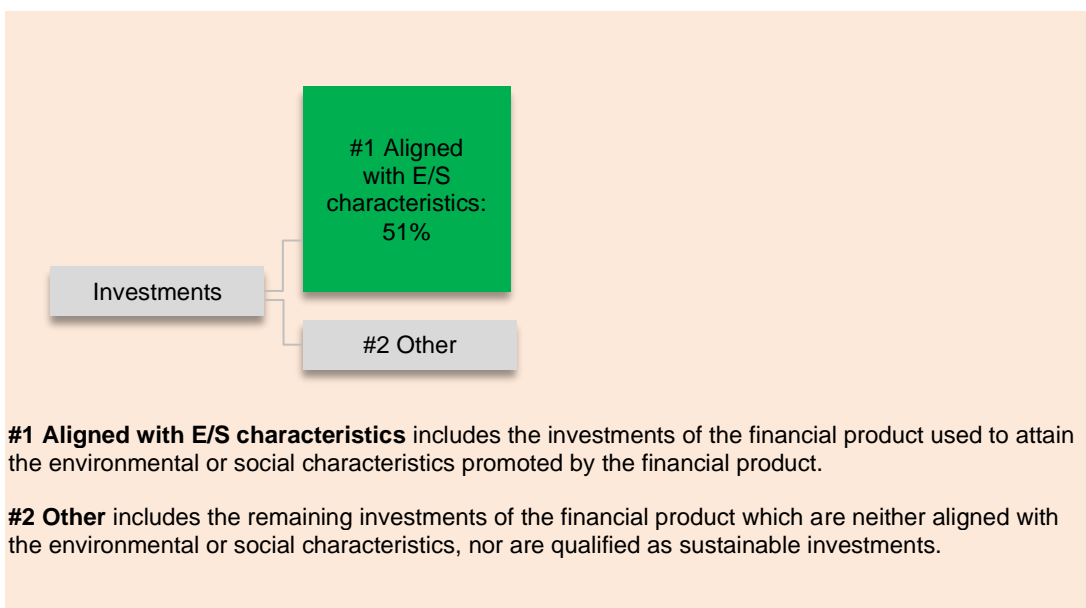 #1 Aligned
with E/S
characteristics:
51%
Investments
#2 Other
#1 Aligned with E/S characteristics includes the investments of the financial product used to attain
the environmental or social characteristics promoted by the financial product.
#2 Other includes the remaining investments of the financial product which are neither aligned with
the environmental or social characteristics, nor are qualified as sustainable investments.